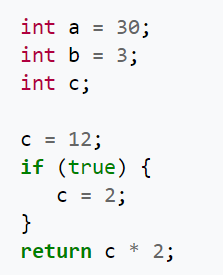 int a = 30;
int b = 3;
int c;

c = 12;
if (true) {
   c = 2;
}
return c * 2;